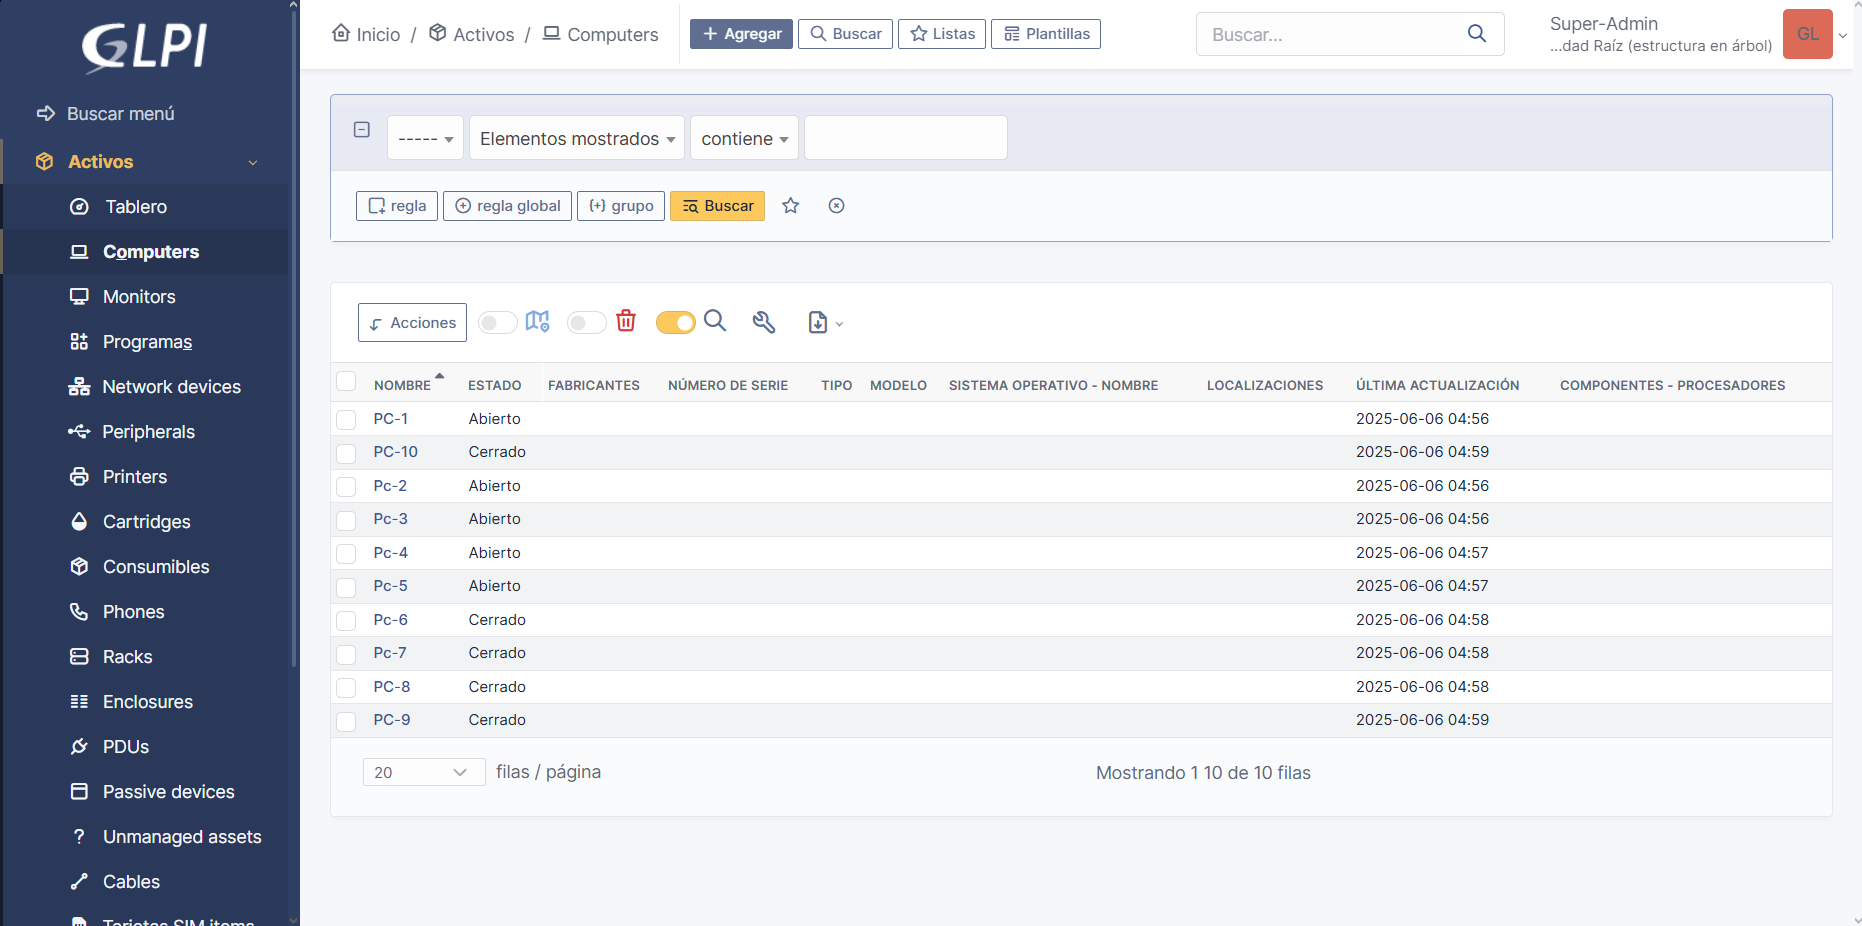 GLPI
Buscar menú
Activos
Tablero
Computers
Monitors
Programas
Network devices
Peripherals
Printers
Cartridges
Consumibles
Phones
Racks
Enclosures
PDUs
Passive devices
? Unmanaged assets
Cables
Tarjetas SIM items
Inicio / Activos / Computers
+ Agregar
Buscar
Listas
Plantillas
Buscar...
Super-Admin
...dad Raíz (estructura en árbol)
GL
----- Elementos mostrados contiene
regla regla global {+} grupo Buscar
Acciones
NOMBRE ESTADO FABRICANTES NÚMERO DE SERIE TIPO MODELO SISTEMA OPERATIVO - NOMBRE LOCALIZACIONES ÚLTIMA ACTUALIZACIÓN COMPONENTES - PROCESADORES
PC-1 Abierto 2025-06-06 04:56
PC-10 Cerrado 2025-06-06 04:59
Pc-2 Abierto 2025-06-06 04:56
Pc-3 Abierto 2025-06-06 04:56
Pc-4 Abierto 2025-06-06 04:57
Pc-5 Abierto 2025-06-06 04:57
Pc-6 Cerrado 2025-06-06 04:58
Pc-7 Cerrado 2025-06-06 04:58
PC-8 Cerrado 2025-06-06 04:58
PC-9 Cerrado 2025-06-06 04:59
20 filas / página Mostrando 1 10 de 10 filas